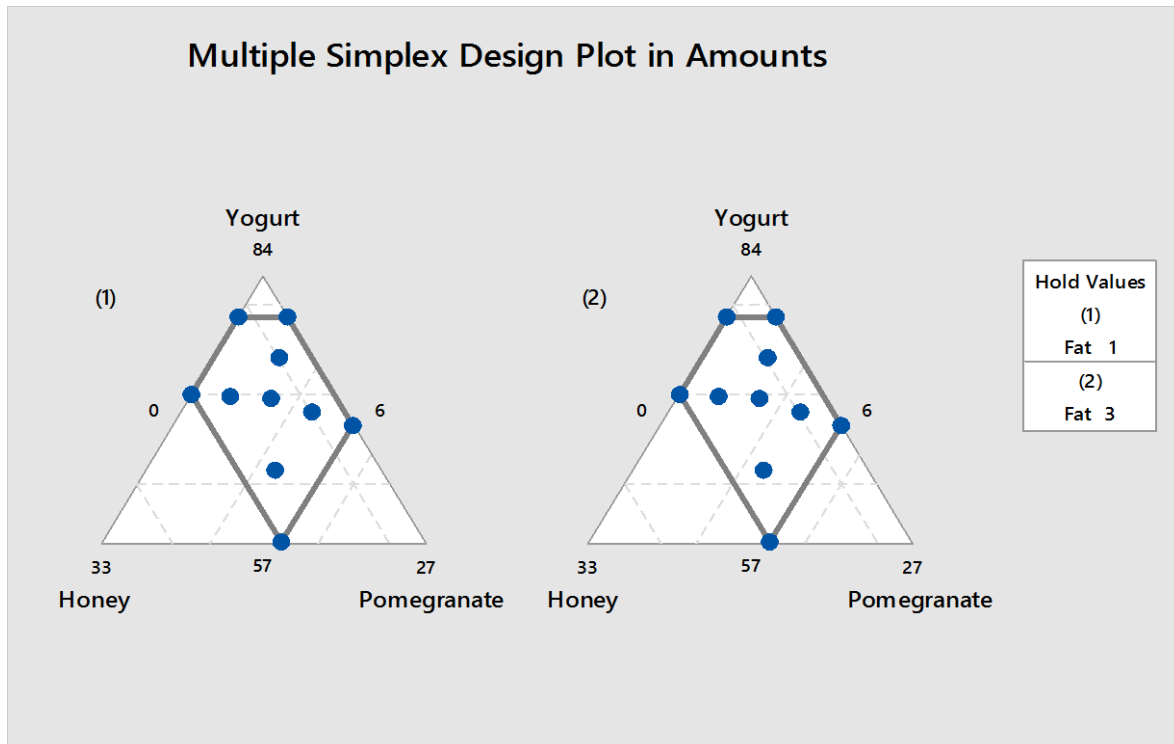 Multiple Simplex Design Plot in Amounts
Yogurt
84
(1)
0
6
33
57
27
Honey
Pomegranate
Yogurt
84
(2)
0
6
33
57
27
Honey
Pomegranate
Hold Values
(1)
Fat 1
(2)
Fat 3